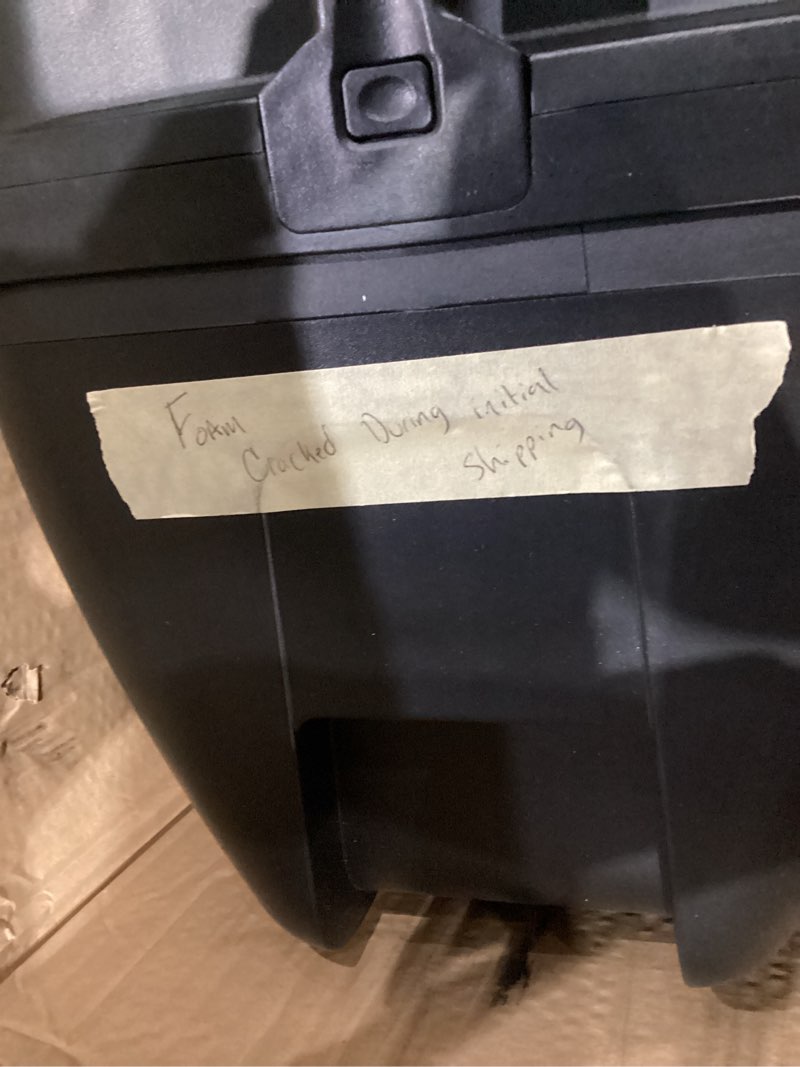 Foam
Cracked During initial
Shipping